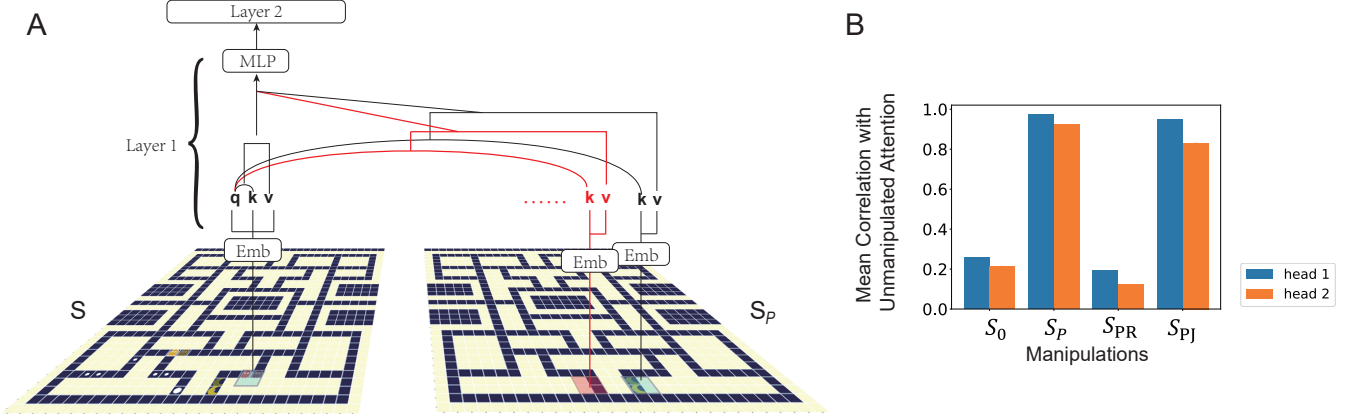 A
Layer 2
MLP
Layer 1
q k v
...... k v
k v
Emb
Emb
Emb
S
S_P
B
Mean Correlation with
Unmanipulated Attention
1.0
0.8
0.6
0.4
0.2
0.0
S_0 S_P S_PR S_PJ
Manipulations
head 1
head 2